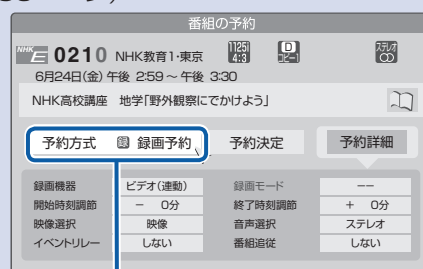 番組の予約
NHK E 0210 NHK教育1・東京 1125i 4:3 D コピー1 ステレオ
6月24日(金) 午後 2:59 ～ 午後 3:30
NHK高校講座 地学「野外観察にでかけよう」
予約方式 録画予約 予約決定 予約詳細
録画機器 ビデオ(連動) 録画モード --
開始時刻調節 － 0分 終了時刻調節 ＋ 0分
映像選択 映像 音声選択 ステレオ
イベントリレー しない 番組追従 しない